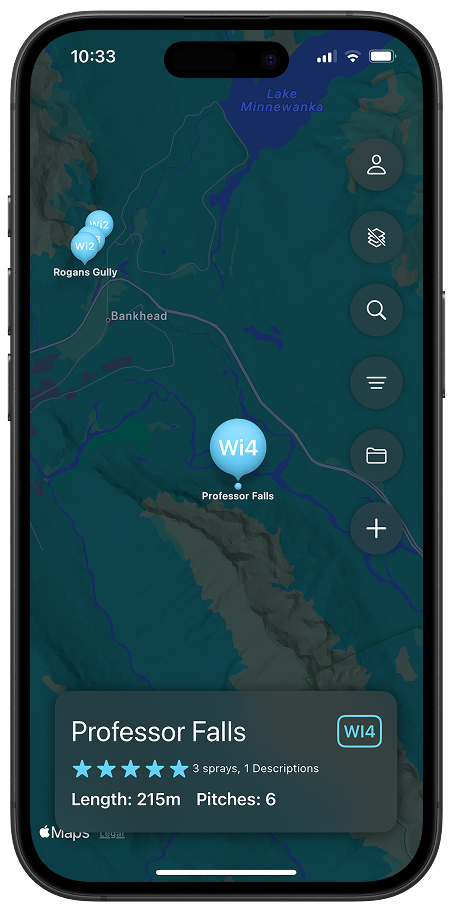 10:33
Lake
Minnewanka
Wi2
Wi2
Rogans Gully
Bankhead
Wi4
Professor Falls
Professor Falls
WI4
3 sprays, 1 Descriptions
Length: 215m Pitches: 6
Maps Legal